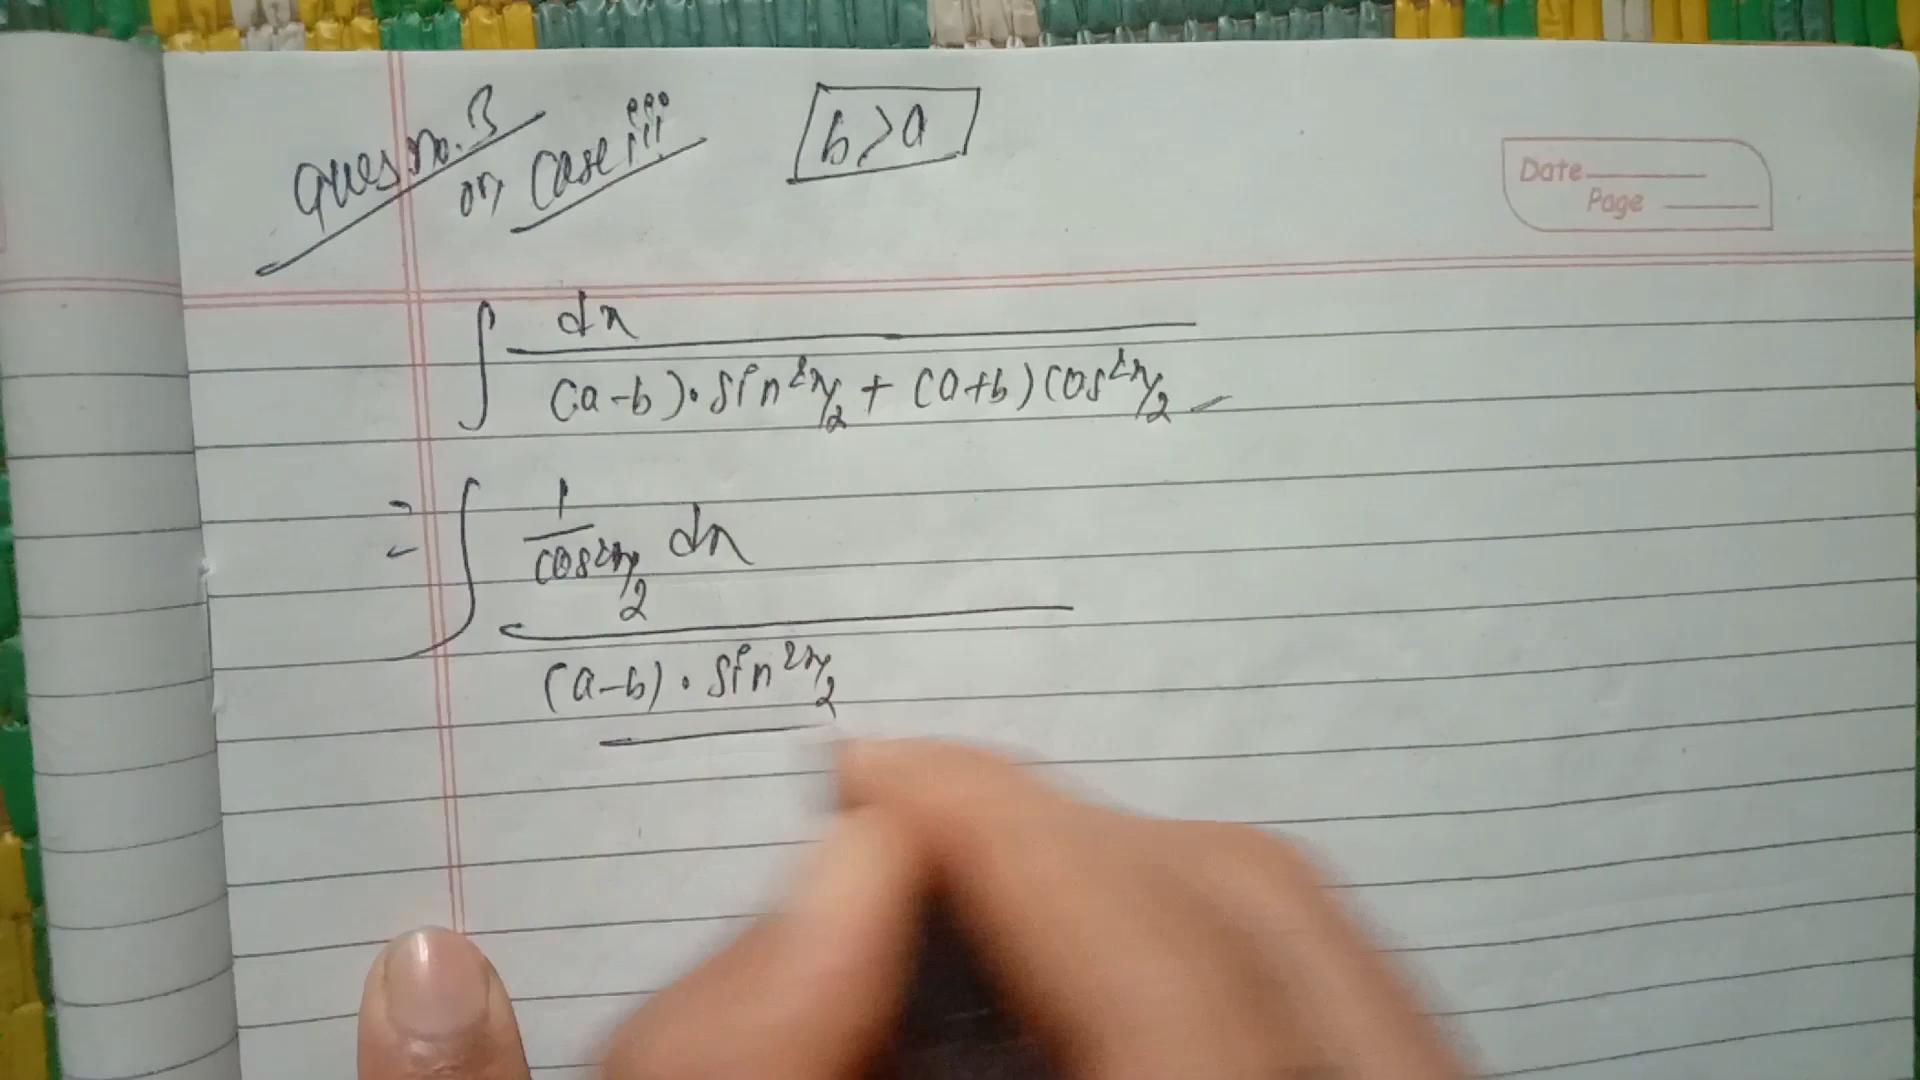 Ques no. 3 on Case iii b>a
Date
Page
∫ dx
(a-b)・sin²x/2 + (a+b) cos²x/2
= ∫ 1
cos²x/2 dx
(a-b)・sin²x/2